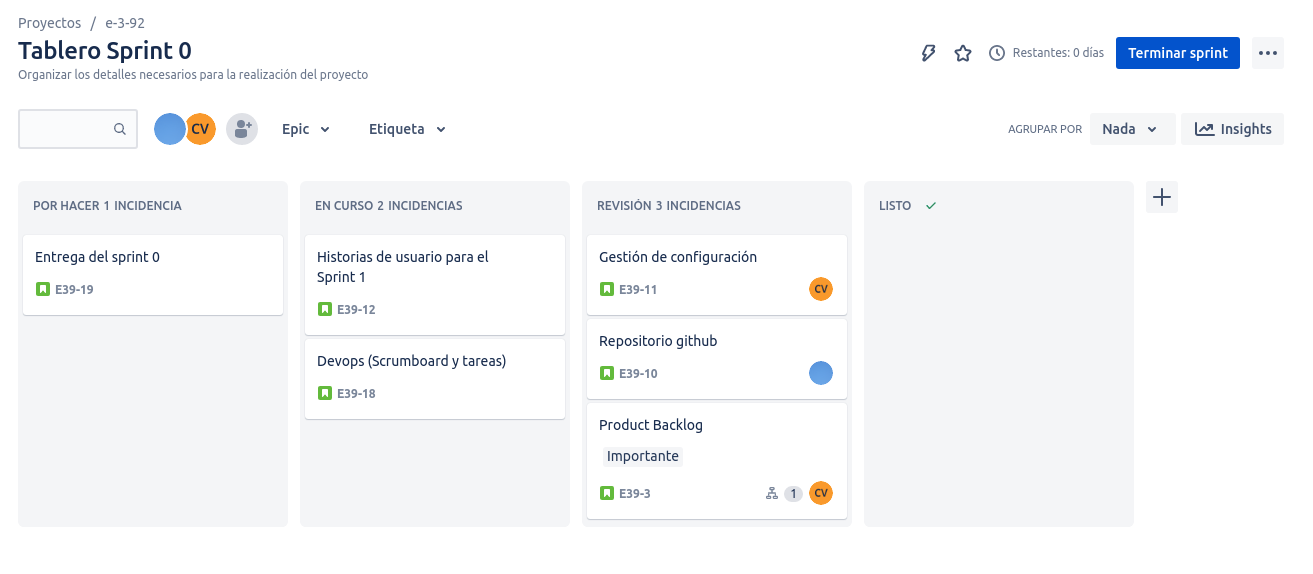 Proyectos / e-3-92
Tablero Sprint 0
Organizar los detalles necesarios para la realización del proyecto
Restantes: 0 días
Terminar sprint
CV
Epic
Etiqueta
AGRUPAR POR
Nada
Insights
POR HACER 1 INCIDENCIA
Entrega del sprint 0
E39-19
EN CURSO 2 INCIDENCIAS
Historias de usuario para el
Sprint 1
E39-12
Devops (Scrumboard y tareas)
E39-18
REVISIÓN 3 INCIDENCIAS
Gestión de configuración
E39-11
CV
Repositorio github
E39-10
Product Backlog
Importante
E39-3
1
CV
LISTO